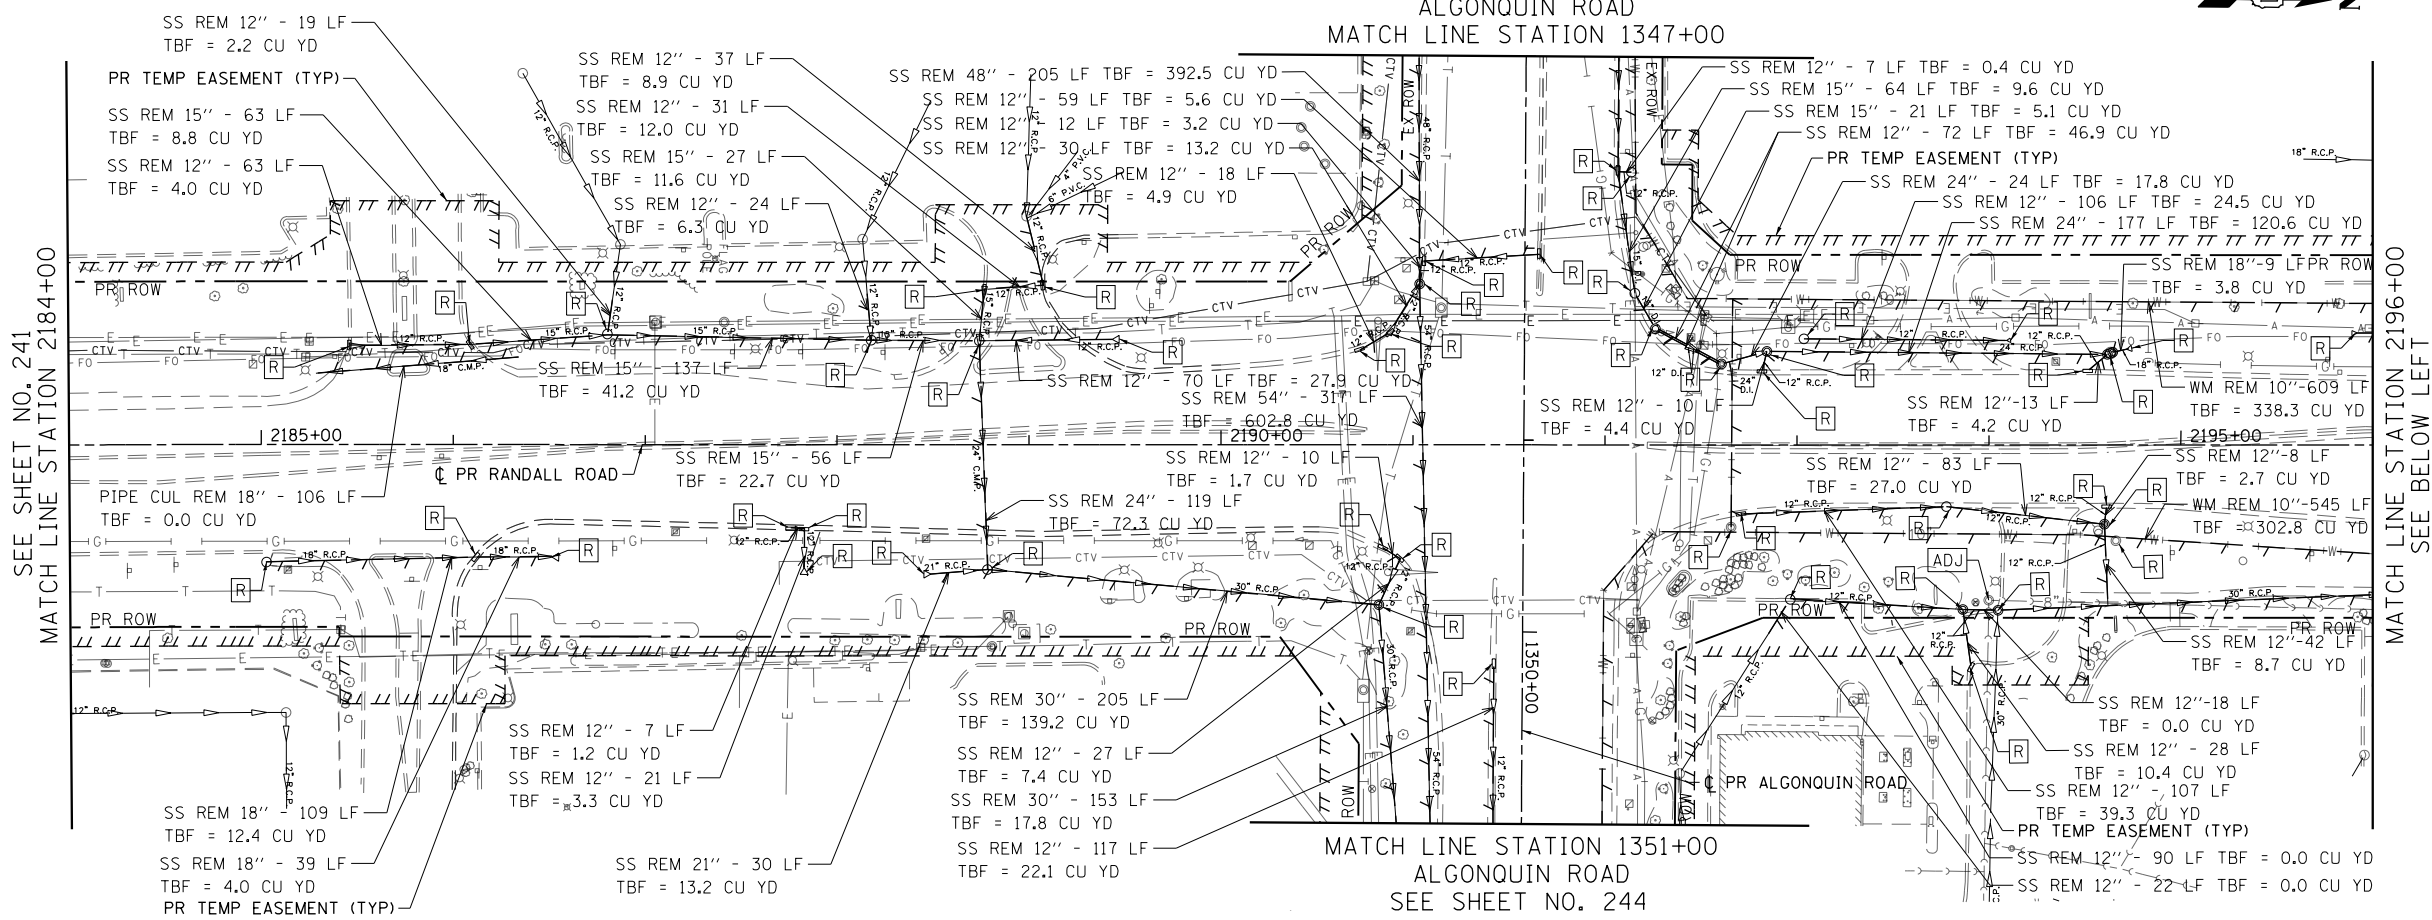 ALGONQUIN ROAD
MATCH LINE STATION 1347+00
SS REM 12'' - 19 LF
TBF = 2.2 CU YD
PR TEMP EASEMENT (TYP)
SS REM 15'' - 63 LF
TBF = 8.8 CU YD
SS REM 12'' - 63 LF
TBF = 4.0 CU YD
SS REM 12'' - 37 LF
TBF = 8.9 CU YD
SS REM 12'' - 31 LF
TBF = 12.0 CU YD
SS REM 15'' - 27 LF
TBF = 11.6 CU YD
SS REM 12'' - 24 LF
TBF = 6.3 CU YD
SS REM 48'' - 205 LF TBF = 392.5 CU YD
SS REM 12'' - 59 LF TBF = 5.6 CU YD
SS REM 12'' - 12 LF TBF = 3.2 CU YD
SS REM 12'' - 30 LF TBF = 13.2 CU YD
SS REM 12'' - 18 LF
TBF = 4.9 CU YD
SS REM 12'' - 7 LF TBF = 0.4 CU YD
SS REM 15'' - 64 LF TBF = 9.6 CU YD
SS REM 15'' - 21 LF TBF = 5.1 CU YD
SS REM 12'' - 72 LF TBF = 46.9 CU YD
PR TEMP EASEMENT (TYP)
SS REM 24'' - 24 LF TBF = 17.8 CU YD
SS REM 12'' - 106 LF TBF = 24.5 CU YD
SS REM 24'' - 177 LF TBF = 120.6 CU YD
18" R.C.P.
EX ROW
EX ROW
PR ROW
PR ROW
PR ROW
PR ROW
SS REM 18''-9 LF
TBF = 3.8 CU YD
SEE SHEET NO. 241
MATCH LINE STATION 2184+00
MATCH LINE STATION 2196+00
SEE BELOW LEFT
SS REM 15'' - 137 LF
TBF = 41.2 CU YD
SS REM 12'' - 70 LF TBF = 27.9 CU YD
SS REM 54'' - 317 LF
TBF = 602.8 CU YD
SS REM 12'' - 10 LF
TBF = 4.4 CU YD
SS REM 12''-13 LF
TBF = 4.2 CU YD
WM REM 10''-609 LF
TBF = 338.3 CU YD
2185+00
2190+00
2195+00
℄ PR RANDALL ROAD
PIPE CUL REM 18'' - 106 LF
TBF = 0.0 CU YD
SS REM 15'' - 56 LF
TBF = 22.7 CU YD
SS REM 12'' - 10 LF
TBF = 1.7 CU YD
SS REM 24'' - 119 LF
TBF = 72.3 CU YD
SS REM 12'' - 83 LF
TBF = 27.0 CU YD
SS REM 12''-8 LF
TBF = 2.7 CU YD
WM REM 10''-545 LF
TBF = 302.8 CU YD
ADJ
PR ROW
PR ROW
PR ROW
PR ROW
SS REM 12''-42 LF
TBF = 8.7 CU YD
SS REM 12''-18 LF
TBF = 0.0 CU YD
SS REM 12'' - 28 LF
TBF = 10.4 CU YD
SS REM 12'' - 107 LF
TBF = 39.3 CU YD
PR TEMP EASEMENT (TYP)
SS REM 12'' - 90 LF TBF = 0.0 CU YD
SS REM 12'' - 22 LF TBF = 0.0 CU YD
SS REM 12'' - 7 LF
TBF = 1.2 CU YD
SS REM 12'' - 21 LF
TBF = 3.3 CU YD
SS REM 30'' - 205 LF
TBF = 139.2 CU YD
SS REM 12'' - 27 LF
TBF = 7.4 CU YD
SS REM 30'' - 153 LF
TBF = 17.8 CU YD
SS REM 12'' - 117 LF
TBF = 22.1 CU YD
SS REM 18'' - 109 LF
TBF = 12.4 CU YD
SS REM 18'' - 39 LF
TBF = 4.0 CU YD
PR TEMP EASEMENT (TYP)
SS REM 21'' - 30 LF
TBF = 13.2 CU YD
1350+00
℄ PR ALGONQUIN ROAD
ROW
MATCH LINE STATION 1351+00
ALGONQUIN ROAD
SEE SHEET NO. 244